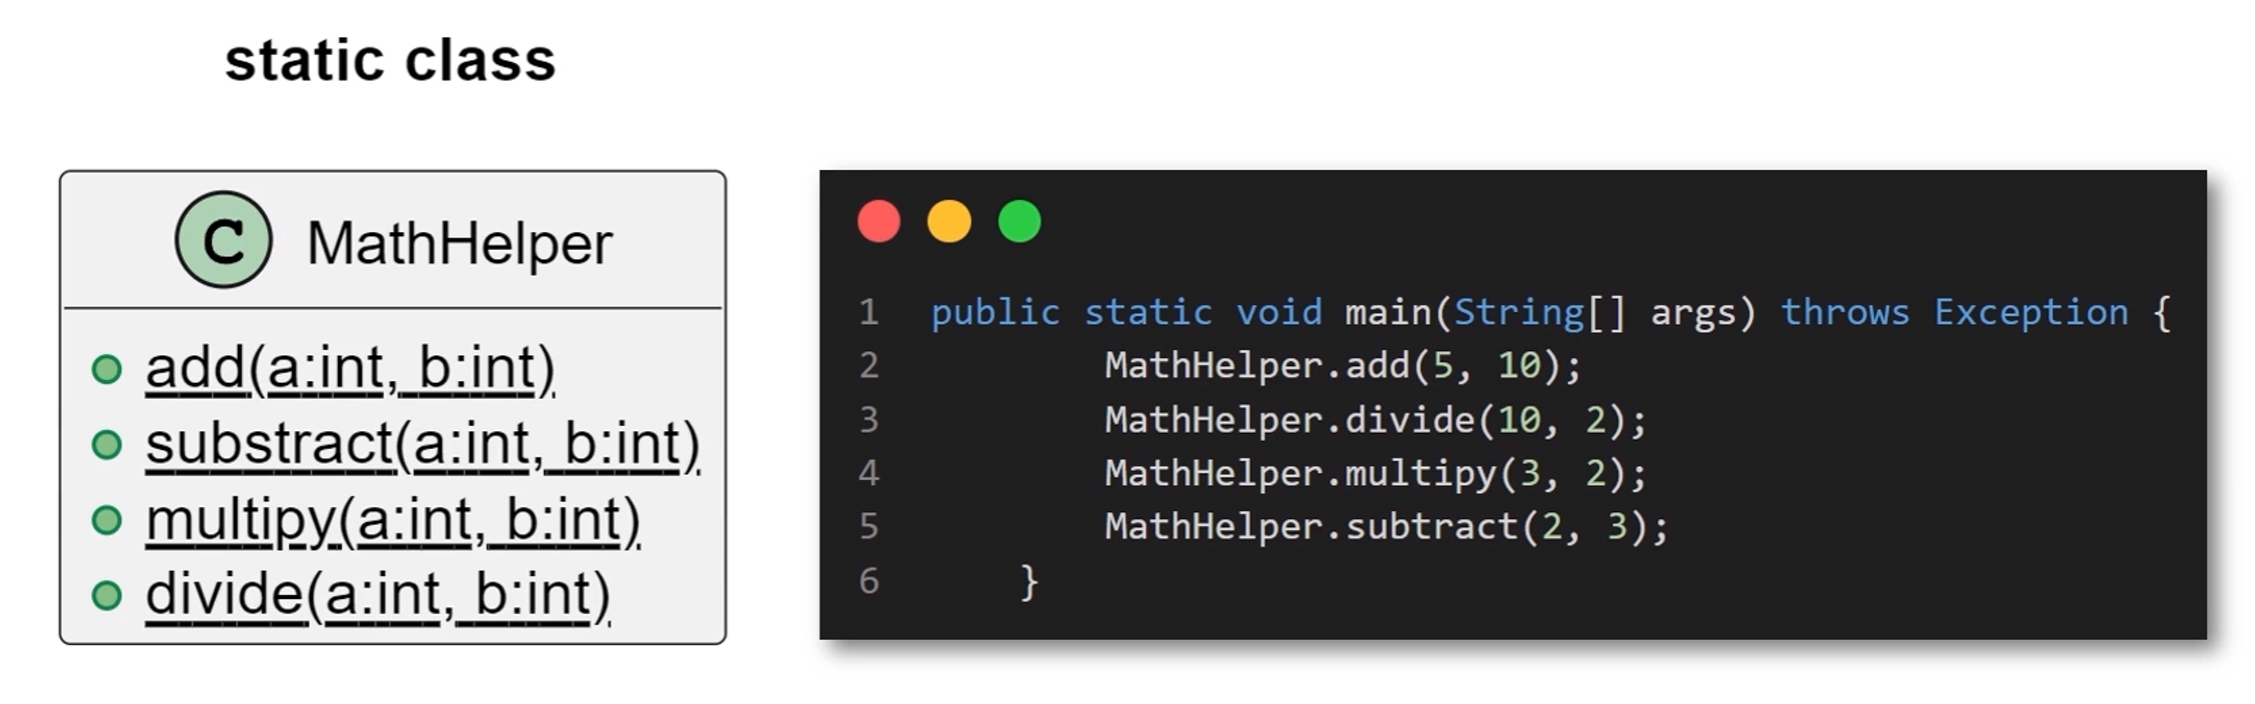 static class
C MathHelper
add(a:int, b:int)
substract(a:int, b:int)
multipy(a:int, b:int)
divide(a:int, b:int)
1 public static void main(String[] args) throws Exception {
2 MathHelper.add(5, 10);
3 MathHelper.divide(10, 2);
4 MathHelper.multipy(3, 2);
5 MathHelper.subtract(2, 3);
6 }